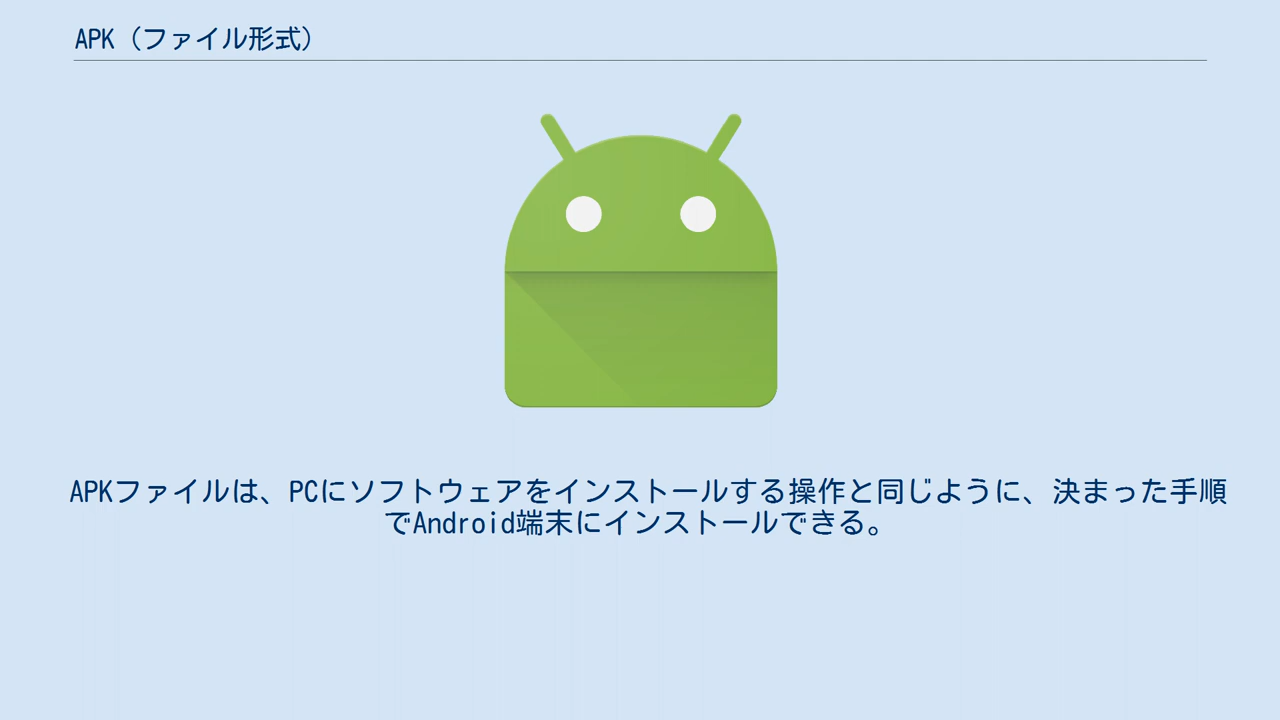 APK（ファイル形式）
APKファイルは、PCにソフトウェアをインストールする操作と同じように、決まった手順
でAndroid端末にインストールできる。